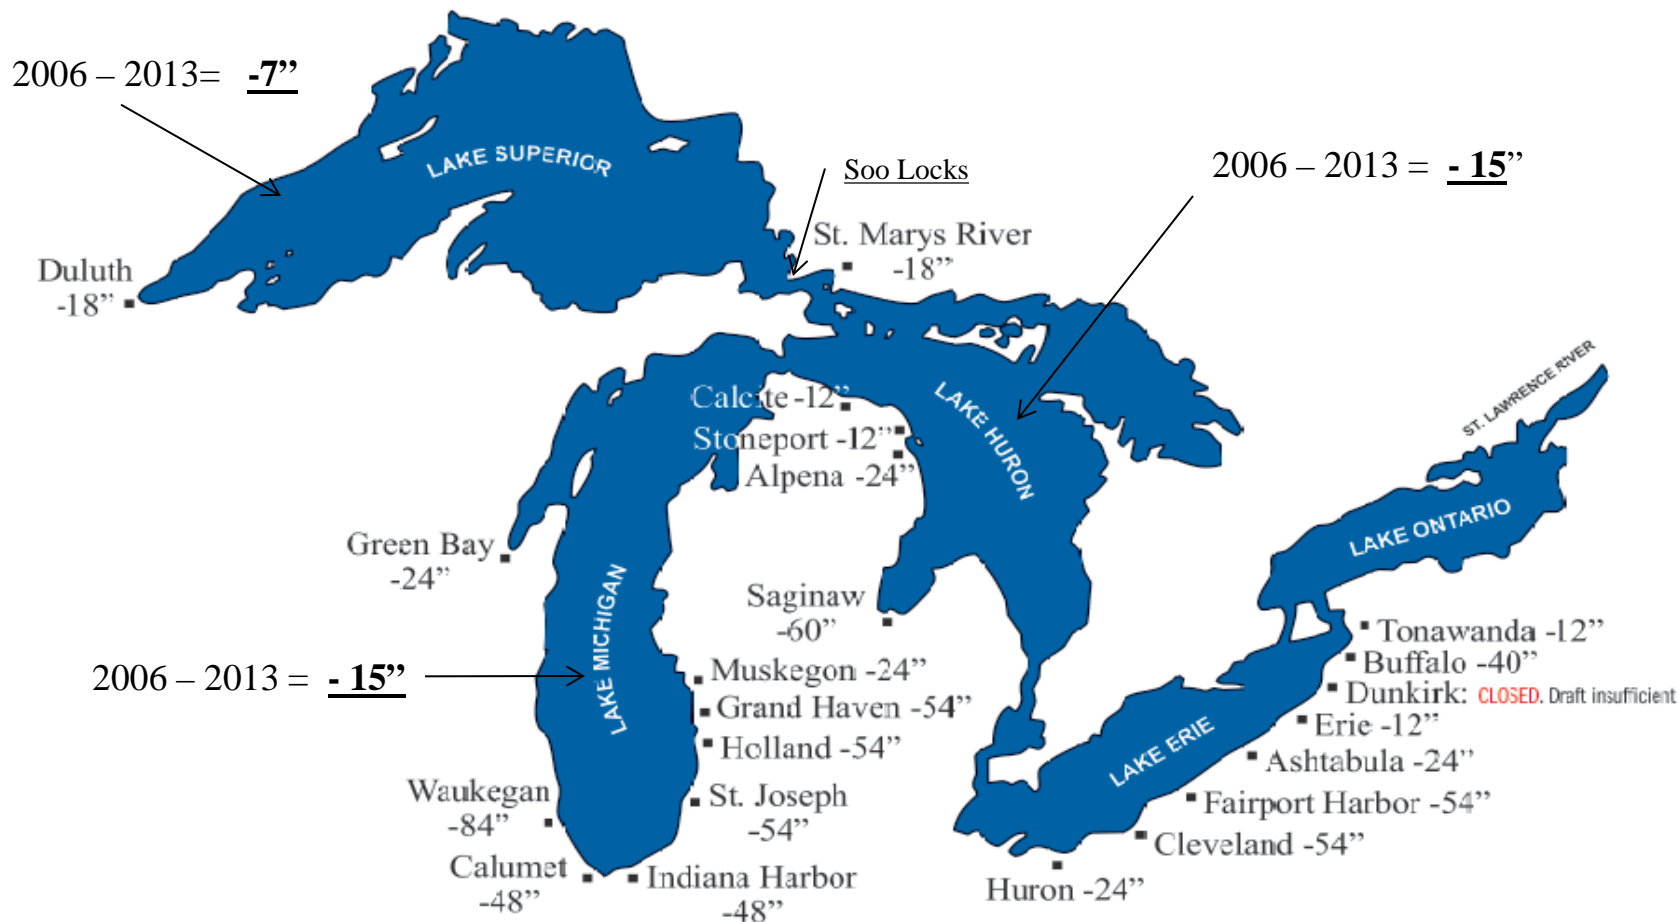 2006 – 2013= -7”
LAKE SUPERIOR
Soo Locks
2006 – 2013 = - 15”
St. Marys River
-18”
Duluth
-18”
ST. LAWRENCE RIVER
Calcite -12”
Stoneport -12”
Alpena -24”
LAKE HURON
LAKE ONTARIO
Green Bay
-24”
LAKE MICHIGAN
Saginaw
-60”
2006 – 2013 = - 15”
Muskegon -24”
Grand Haven -54”
Holland -54”
St. Joseph
-54”
Waukegan
-84”
Calumet
-48”
Indiana Harbor
-48”
Tonawanda -12”
Buffalo -40”
Dunkirk: CLOSED. Draft insufficient
Erie -12”
LAKE ERIE
Ashtabula -24”
Fairport Harbor -54”
Cleveland -54”
Huron -24”